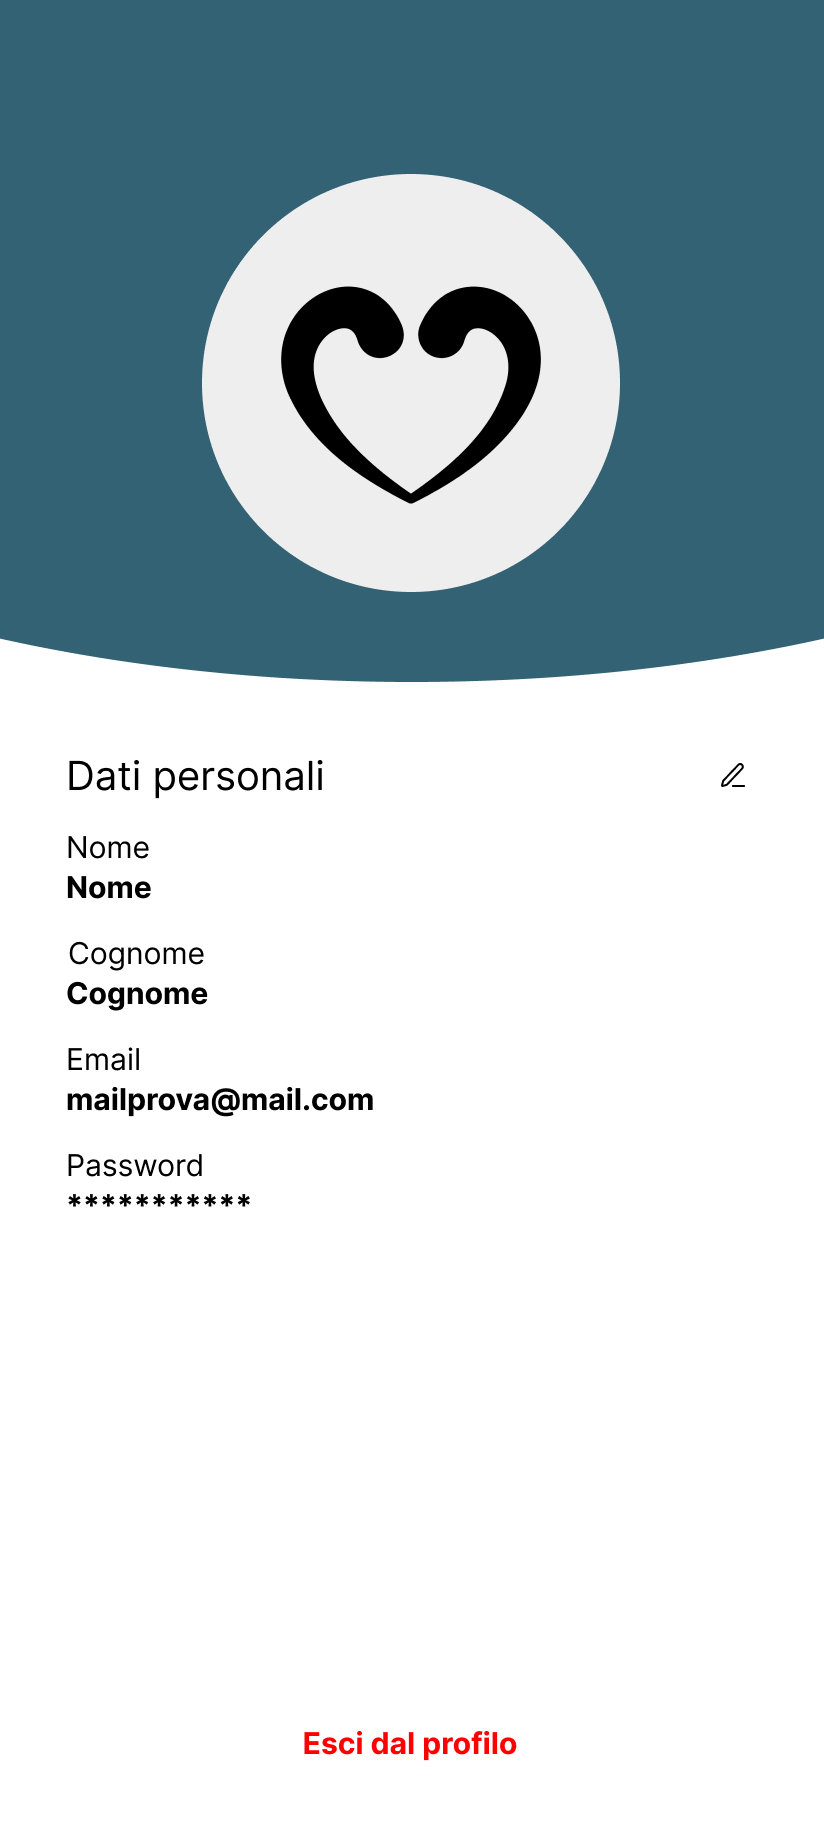 Dati personali
Nome
Nome
Cognome
Cognome
Email
mailprova@mail.com
Password
***********
Esci dal profilo